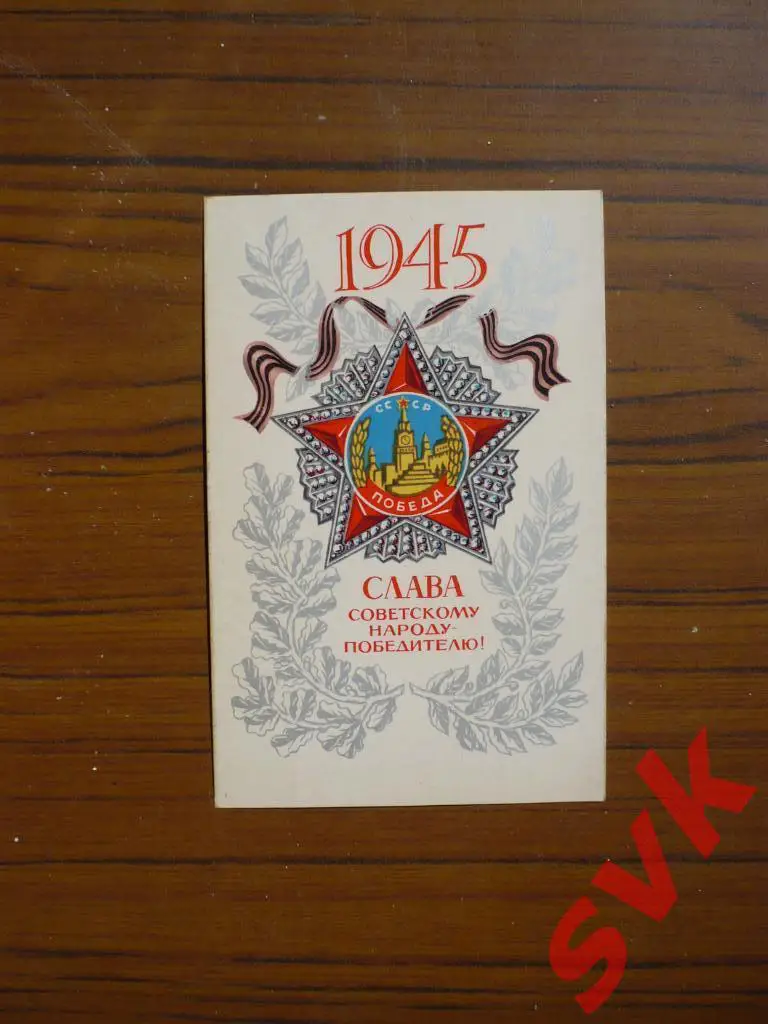 1945
СССР
ПОБЕДА
СЛАВА
СОВЕТСКОМУ
НАРОДУ-
ПОБЕДИТЕЛЮ!
SVK